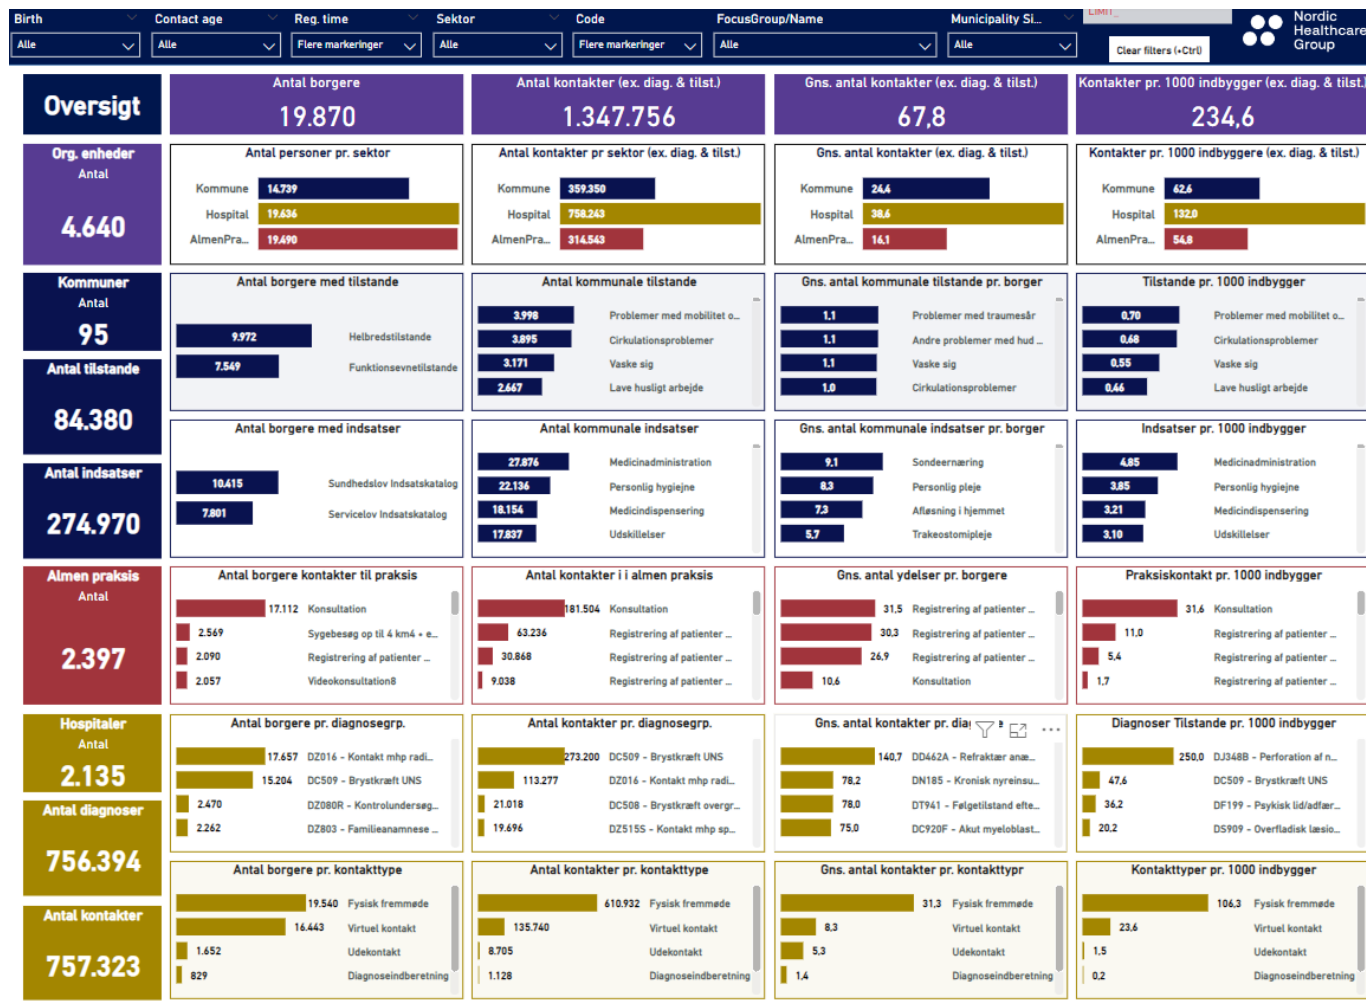 Birth
Contact age
Reg. time
Sektor
Code
FocusGroup/Name
Municipality Si...
LIMIT_
Nordic
Healthcare
Group
Alle
Alle
Flere markeringer
Alle
Flere markeringer
Alle
Alle
Clear filters (+Ctrl)
Oversigt
Antal borgere
19.870
Antal kontakter (ex. diag. & tilst.)
1.347.756
Gns. antal kontakter (ex. diag. & tilst.)
67,8
Kontakter pr. 1000 indbygger (ex. diag. & tilst.)
234,6
Org. enheder
Antal
4.640
Antal personer pr. sektor
Kommune 14.739
Hospital 19.636
AlmenPra... 19.490
Antal kontakter pr sektor (ex. diag. & tilst.)
Kommune 359.350
Hospital 758.243
AlmenPra... 314.543
Gns. antal kontakter (ex. diag. & tilst.)
Kommune 24,4
Hospital 38,6
AlmenPra... 16,1
Kontakter pr. 1000 indbyggere (ex. diag. & tilst.)
Kommune 62,6
Hospital 132,0
AlmenPra... 54,8
Kommuner
Antal
95
Antal tilstande
84.380
Antal indsatser
274.970
Antal borgere med tilstande
9.972 Helbredstilstande
7.549 Funktionsevnetilstande
Antal kommunale tilstande
3.998 Problemer med mobilitet o...
3.895 Cirkulationsproblemer
3.171 Vaske sig
2.667 Lave husligt arbejde
Gns. antal kommunale tilstande pr. borger
1,1 Problemer med traumesår
1,1 Andre problemer med hud ...
1,1 Vaske sig
1,0 Cirkulationsproblemer
Tilstande pr. 1000 indbygger
0,70 Problemer med mobilitet o...
0,68 Cirkulationsproblemer
0,55 Vaske sig
0,46 Lave husligt arbejde
Antal borgere med indsatser
10.415 Sundhedslov Indsatskatalog
7.801 Servicelov Indsatskatalog
Antal kommunale indsatser
27.876 Medicinadministration
22.136 Personlig hygiejne
18.154 Medicindispensering
17.837 Udskillelser
Gns. antal kommunale indsatser pr. borger
9,1 Sondeernæring
8,3 Personlig pleje
7,3 Afløsning i hjemmet
5,7 Trakeostomipleje
Indsatser pr. 1000 indbygger
4,85 Medicinadministration
3,85 Personlig hygiejne
3,21 Medicindispensering
3,10 Udskillelser
Almen praksis
Antal
2.397
Antal borgere kontakter til praksis
17.112 Konsultation
2.569 Sygebesøg op til 4 km4 + e...
2.090 Registrering af patienter ...
2.057 Videokonsultation8
Antal kontakter i i almen praksis
181.504 Konsultation
63.236 Registrering af patienter ...
30.868 Registrering af patienter ...
9.038 Registrering af patienter ...
Gns. antal ydelser pr. borgere
31,5 Registrering af patienter ...
30,3 Registrering af patienter ...
26,9 Registrering af patienter ...
10,6 Konsultation
Praksiskontakt pr. 1000 indbygger
31,6 Konsultation
11,0 Registrering af patienter ...
5,4 Registrering af patienter ...
1,7 Registrering af patienter ...
Hospitaler
Antal
2.135
Antal diagnoser
756.394
Antal kontakter
757.323
Antal borgere pr. diagnosegrp.
17.657 DZ016 - Kontakt mhp radi...
15.204 DC509 - Brystkræft UNS
2.470 DZ080R - Kontrolundersøg...
2.262 DZ803 - Familieanamnese ...
Antal kontakter pr. diagnosegrp.
273.200 DC509 - Brystkræft UNS
113.277 DZ016 - Kontakt mhp radi...
21.018 DC508 - Brystkræft overgr...
19.696 DZ515S - Kontakt mhp sp...
Gns. antal kontakter pr. diag
140,7 DD462A - Refraktær anæ...
78,2 DN185 - Kronisk nyreinsu...
78,0 DT941 - Følgetilstand efte...
75,0 DC920F - Akut myeloblast...
Diagnoser Tilstande pr. 1000 indbygger
250,0 DJ348B - Perforation af n...
47,6 DC509 - Brystkræft UNS
36,2 DF199 - Psykisk lid/adfær...
20,2 DS909 - Overfladisk læsio...
Antal borgere pr. kontakttype
19.540 Fysisk fremmøde
16.443 Virtuel kontakt
1.652 Udekontakt
829 Diagnoseindberetning
Antal kontakter pr. kontakttype
610.932 Fysisk fremmøde
135.740 Virtuel kontakt
8.705 Udekontakt
1.128 Diagnoseindberetning
Gns. antal kontakter pr. kontakttypr
31,3 Fysisk fremmøde
8,3 Virtuel kontakt
5,3 Udekontakt
1,4 Diagnoseindberetning
Kontakttyper pr. 1000 indbygger
106,3 Fysisk fremmøde
23,6 Virtuel kontakt
1,5 Udekontakt
0,2 Diagnoseindberetning